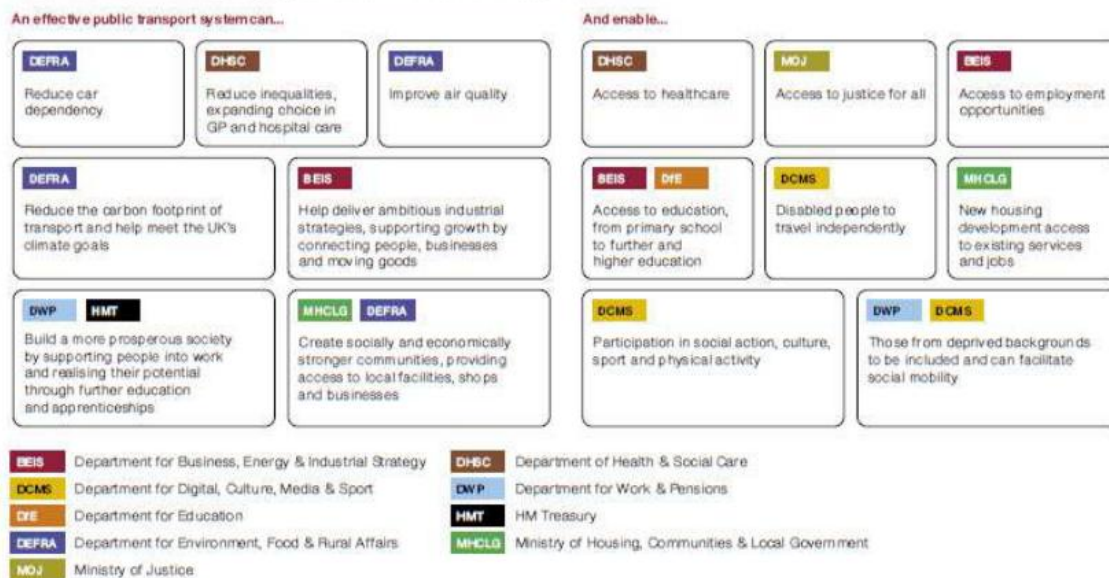 An effective public transport system can...
DEFRA
Reduce car
dependency
DHSC
Reduce inequalities,
expanding choice in
GP and hospital care
DEFRA
Improve air quality
DEFRA
Reduce the carbon footprint of
transport and help meet the UK's
climate goals
BEIS
Help deliver ambitious industrial
strategies, supporting growth by
connecting people, businesses
and moving goods
DWP HMT
Build a more prosperous society
by supporting people into work
and realising their potential
through further education
and apprenticeships
MHCLG DEFRA
Create socially and economically
stronger communities, providing
access to local facilities, shops
and businesses
And enable...
DHSC
Access to healthcare
MOJ
Access to justice for all
BEIS
Access to employment
opportunities
BEIS DfE
Access to education,
from primary school
to further and
higher education
DCMS
Disabled people to
travel independently
MHCLG
New housing
development access
to existing services
and jobs
DCMS
Participation in social action, culture,
sport and physical activity
DWP DCMS
Those from deprived backgrounds
to be included and can facilitate
social mobility
BEIS Department for Business, Energy & Industrial Strategy
DCMS Department for Digital, Culture, Media & Sport
DfE Department for Education
DEFRA Department for Environment, Food & Rural Affairs
MOJ Ministry of Justice
DHSC Department of Health & Social Care
DWP Department for Work & Pensions
HMT HM Treasury
MHCLG Ministry of Housing, Communities & Local Government